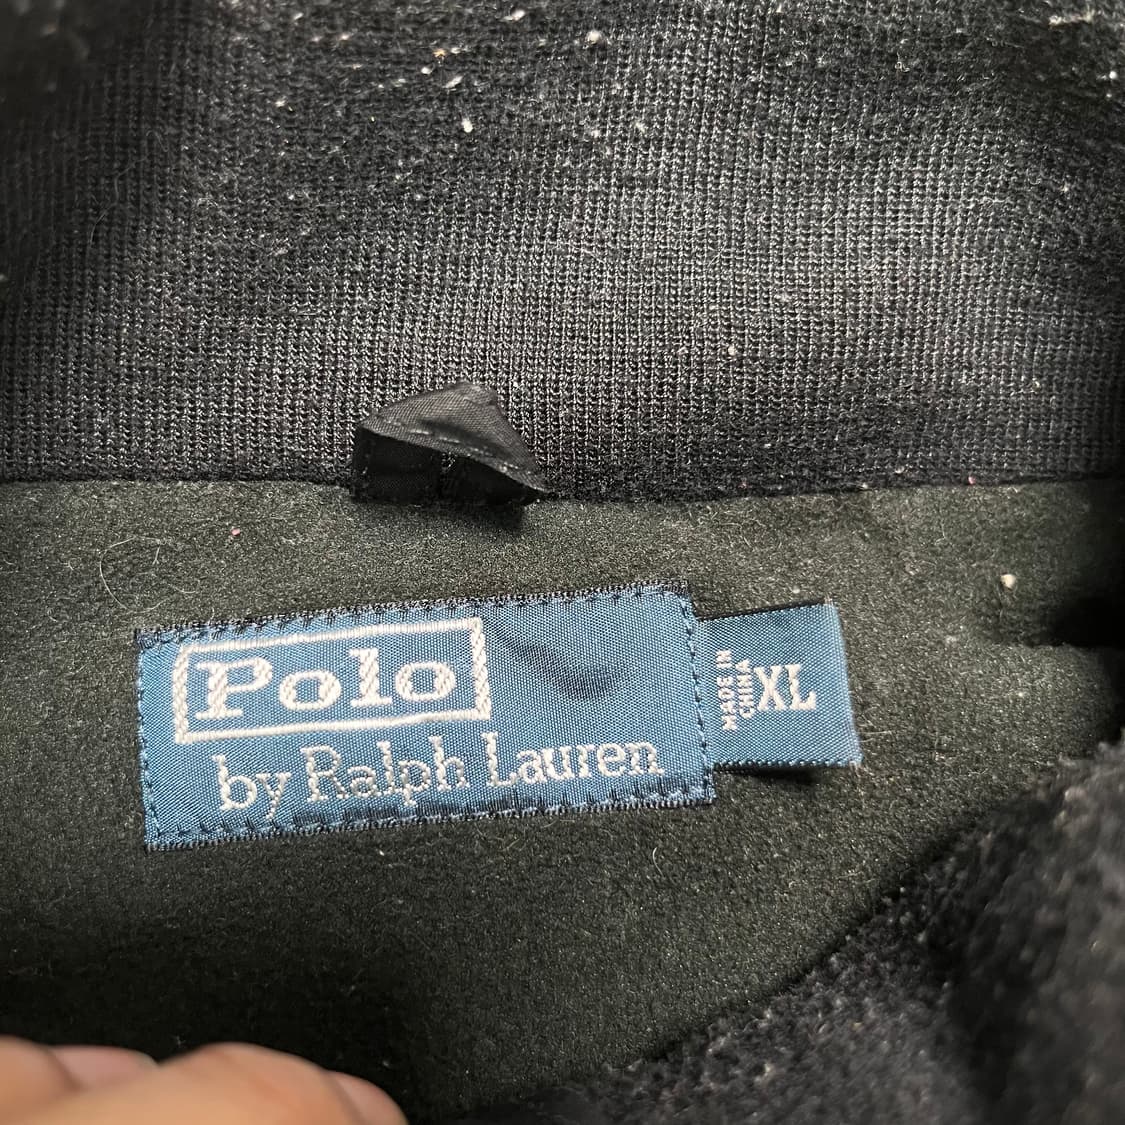 Polo
by Ralph Lauren
MADE IN
CHINA
XL